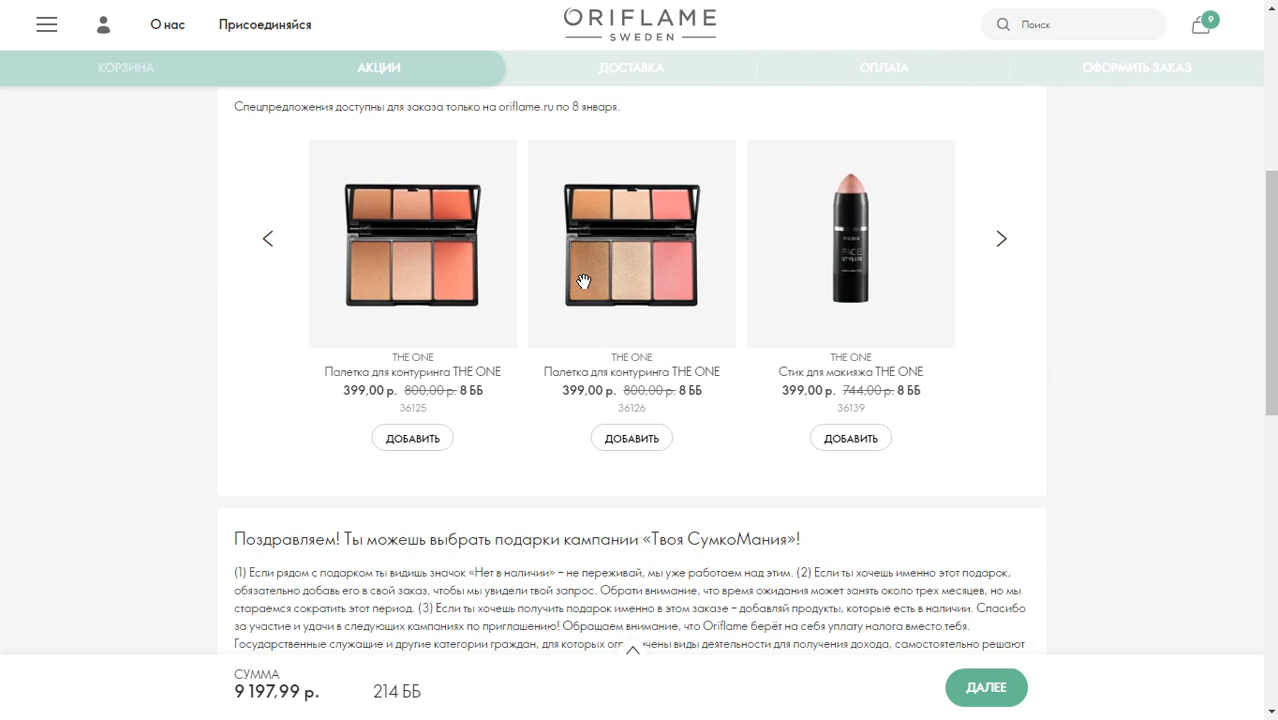 О нас
Присоединяйся
ORIFLAME
SWEDEN
Поиск
9
КОРЗИНА
АКЦИИ
ДОСТАВКА
ОПЛАТА
ОФОРМИТЬ ЗАКАЗ
Спецпредложения доступны для заказа только на oriflame.ru по 8 января.
THE ONE
FACE
STYLER
THE ONE
Палетка для контуринга THE ONE
399,00 р. 800,00 р. 8 ББ
36125
ДОБАВИТЬ
THE ONE
Палетка для контуринга THE ONE
399,00 р. 800,00 р. 8 ББ
36126
ДОБАВИТЬ
THE ONE
Стик для макияжа THE ONE
399,00 р. 744,00 р. 8 ББ
36139
ДОБАВИТЬ
Поздравляем! Ты можешь выбрать подарки кампании «Твоя СумкоМания»!
(1) Если рядом с подарком ты видишь значок «Нет в наличии» – не переживай, мы уже работаем над этим. (2) Если ты хочешь именно этот подарок,
обязательно добавь его в свой заказ, чтобы мы увидели твой запрос. Обрати внимание, что время ожидания может занять около трех месяцев, но мы
стараемся сократить этот период. (3) Если ты хочешь получить подарок именно в этом заказе – добавляй продукты, которые есть в наличии. Спасибо
за участие и удачи в следующих кампаниях по приглашению! Обращаем внимание, что Oriflame берёт на себя уплату налога вместо тебя.
Государственные служащие и другие категории граждан, для которых ограничены виды деятельности для получения дохода, самостоятельно решают
СУММА
9 197,99 р.
214 ББ
ДАЛЕЕ